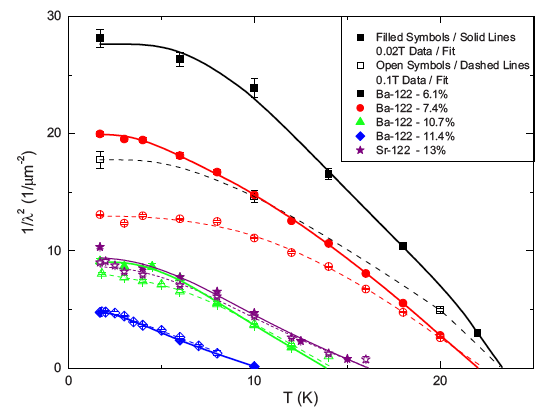 30
20
10
0
0
10
20
T (K)
1/λ² (1/µm⁻²)
Filled Symbols / Solid Lines
0.02T Data / Fit
Open Symbols / Dashed Lines
0.1T Data / Fit
Ba-122 - 6.1%
Ba-122 - 7.4%
Ba-122 - 10.7%
Ba-122 - 11.4%
Sr-122 - 13%